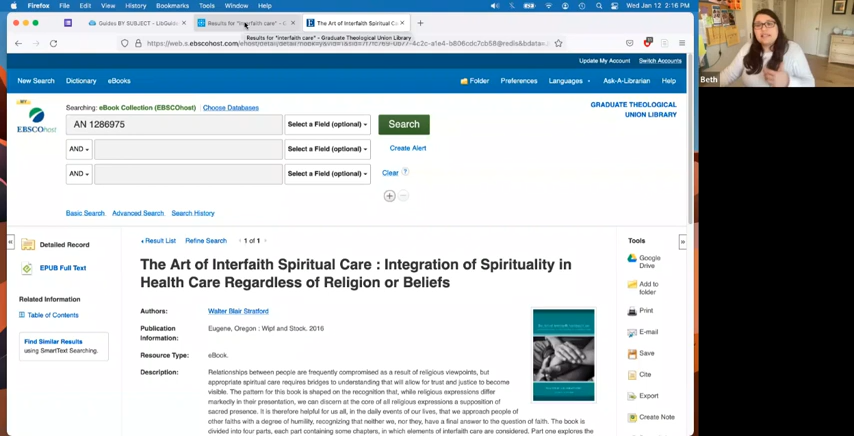 Firefox File Edit View History Bookmarks Tools Window Help
Wed Jan 12 2:16 PM
Guides BY SUBJECT - LibGuide
Results for "interfaith care" - G
The Art of Interfaith Spiritual C
Results for "interfaith care" - Graduate Theological Union Library
Update My Account Switch Accounts
New Search Dictionary eBooks
Folder Preferences Languages Ask-A-Librarian Help
EBSCOhost
Searching: eBook Collection (EBSCOhost) Choose Databases
GRADUATE THEOLOGICAL
UNION LIBRARY
AN 1286975 Select a Field (optional) Search
AND Select a Field (optional) Create Alert
AND Select a Field (optional) Clear ?
Basic Search Advanced Search Search History
Detailed Record
EPUB Full Text
Related Information
Table of Contents
Find Similar Results
using SmartText Searching.
Result List Refine Search 1 of 1
The Art of Interfaith Spiritual Care : Integration of Spirituality in
Health Care Regardless of Religion or Beliefs
Authors: Walter Blair Stratford
Publication
Information: Eugene, Oregon : Wipf and Stock. 2016
Resource Type: eBook.
Description: Relationships between people are frequently compromised as a result of religious viewpoints, but
appropriate spiritual care requires bridges to understanding that will allow for trust and justice to become
visible. The pattern for this book is shaped on the recognition that, while religious expressions differ
markedly in their presentation, we can discern at the core of all religious expressions a supposition of
sacred presence. It is therefore helpful for us all, in the daily events of our lives, that we approach people of
other faiths with a degree of humility, recognizing that neither we, nor they, have a final answer to the question of faith. The book is
divided into four parts, each part containing some chapters, in which elements of interfaith care are considered. Part one explores the
Tools
Google
Drive
Add to
folder
Print
E-mail
Save
Cite
Export
Create Note
Beth